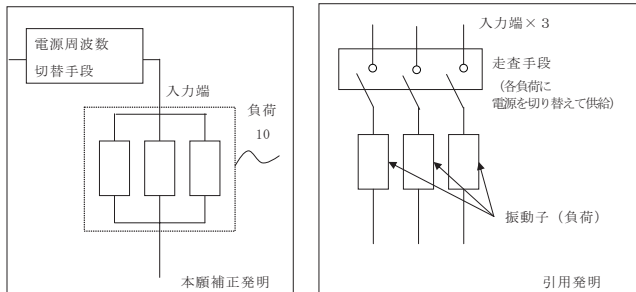 電源周波数
切替手段
入力端
負荷
10
本願補正発明
入力端×3
走査手段
(各負荷に
電源を切り替えて供給)
振動子（負荷）
引用発明